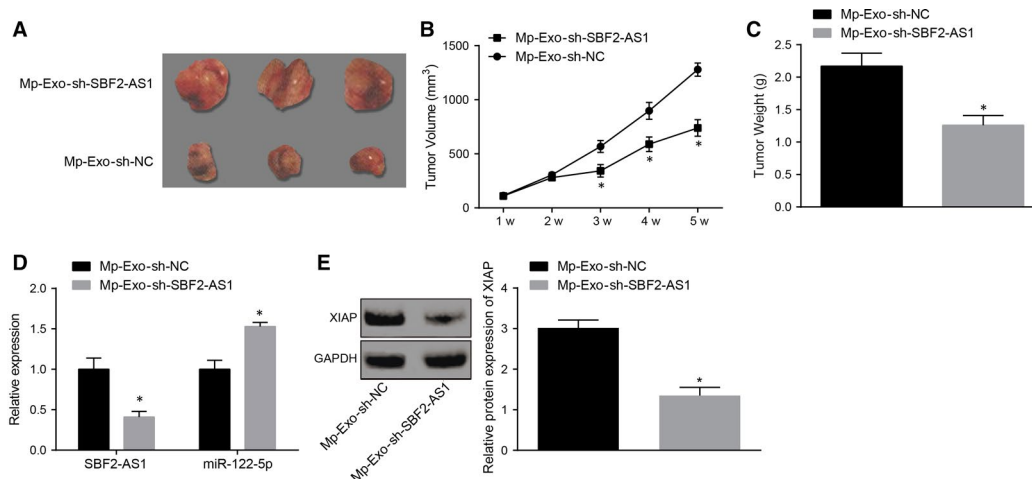 A
Mp-Exo-sh-SBF2-AS1
Mp-Exo-sh-NC
B
Mp-Exo-sh-SBF2-AS1
Mp-Exo-sh-NC
Tumor Volume (mm³)
1500
1000
500
0
* * *
1 w 2 w 3 w 4 w 5 w
C
Mp-Exo-sh-NC
Mp-Exo-sh-SBF2-AS1
Tumor Weight (g)
2.5
2.0
1.5
1.0
0.5
0.0
*
D
Mp-Exo-sh-NC
Mp-Exo-sh-SBF2-AS1
Relative expression
2.0
1.5
1.0
0.5
0.0
* *
SBF2-AS1 miR-122-5p
E
XIAP
GAPDH
Mp-Exo-sh-NC
Mp-Exo-sh-SBF2-AS1
Mp-Exo-sh-NC
Mp-Exo-sh-SBF2-AS1
Relative protein expression of XIAP
4
3
2
1
0
*